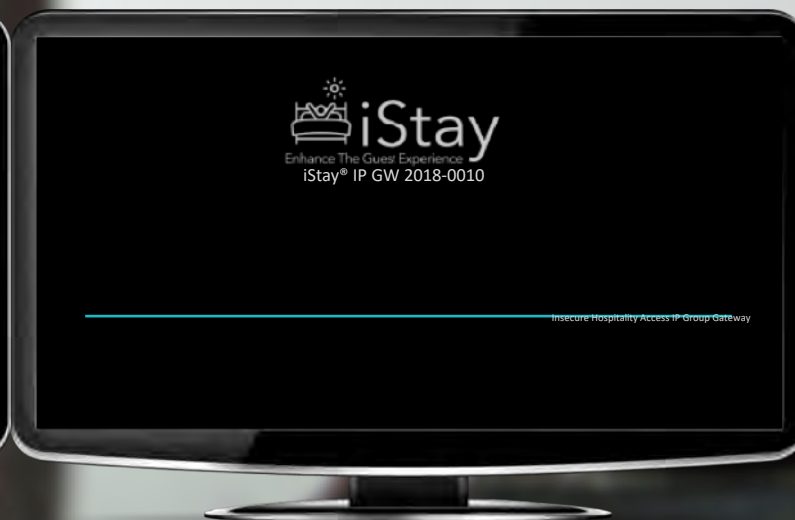 iStay
Enhance The Guest Experience
iStay® IP GW 2018-0010
Insecure Hospitality Access IP Group Gateway